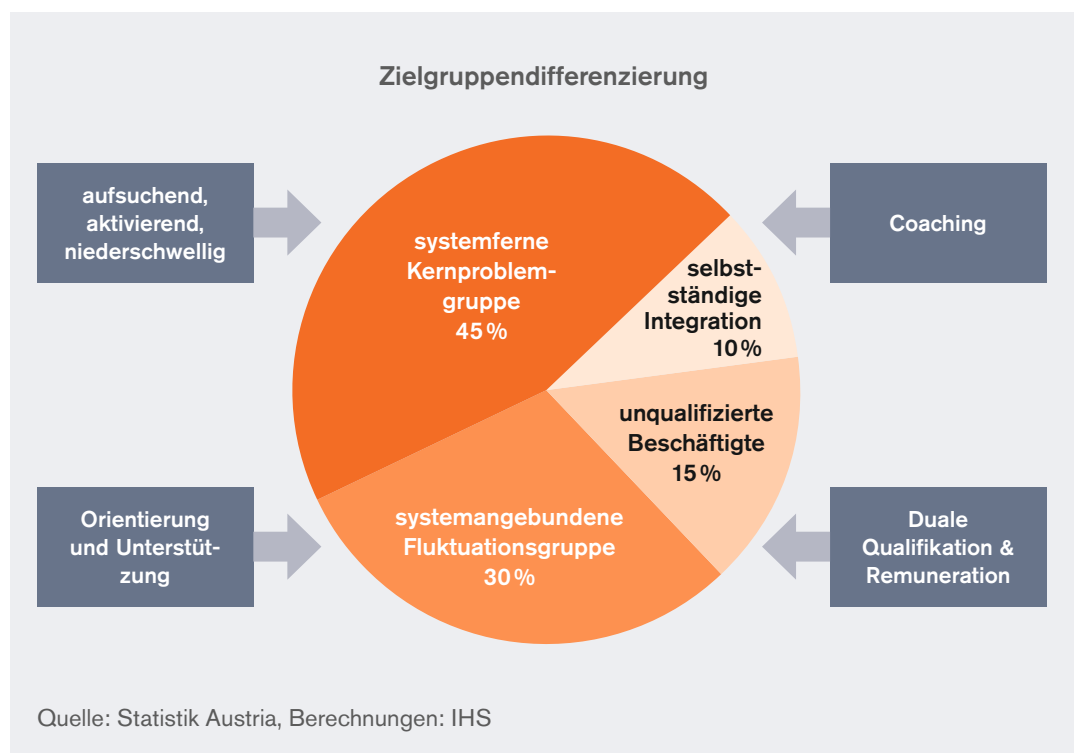 Zielgruppendifferenzierung
aufsuchend,
aktivierend,
niederschwellig
systemferne
Kernproblem-
gruppe
45 %
selbst-
ständige
Integration
10 %
Coaching
unqualifizierte
Beschäftigte
15 %
Orientierung
und Unterstüt-
zung
systemangebundene
Fluktuationsgruppe
30 %
Duale
Qualifikation &
Remuneration
Quelle: Statistik Austria, Berechnungen: IHS